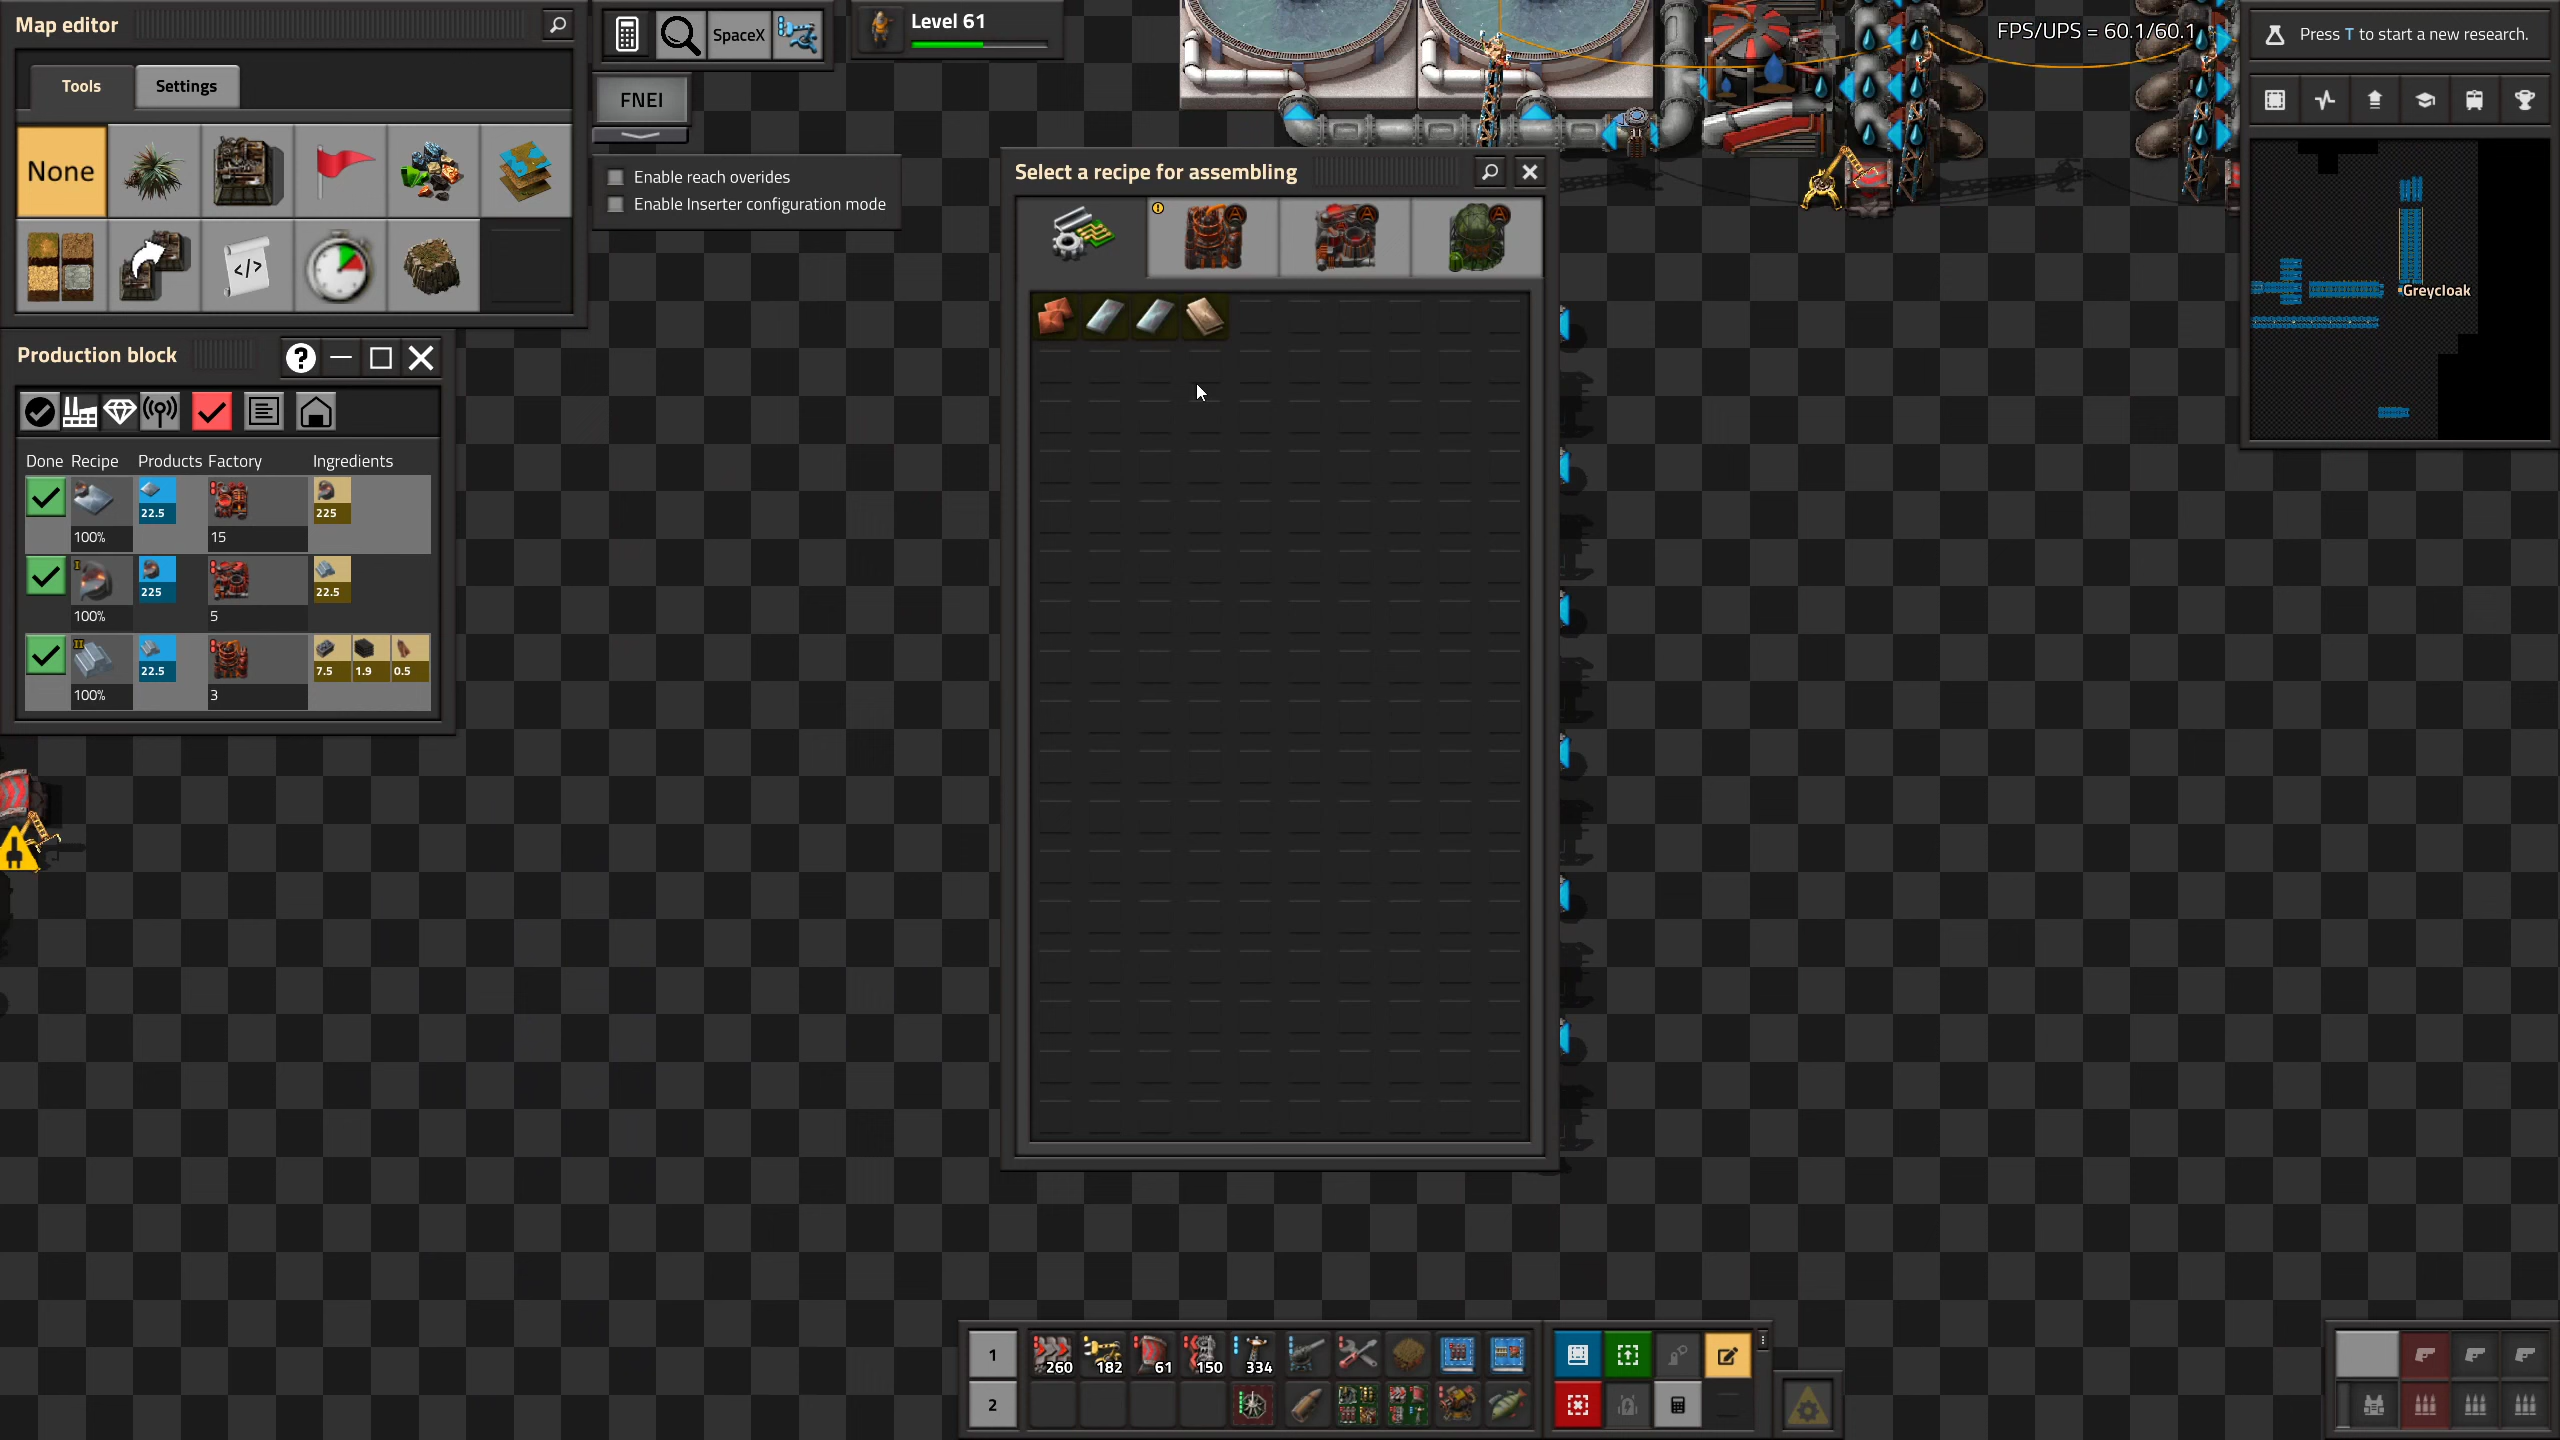 Map editor
SpaceX
Level 61
FPS/UPS = 60.1/60.1
Press T to start a new research.
Tools
Settings
FNEI
None
Enable reach overrides
Enable Inserter configuration mode
Select a recipe for assembling
Greycloak
Production block
Done Recipe Products Factory Ingredients
22.5
225
100%
15
225
22.5
100%
5
22.5
7.5
1.9
0.5
100%
3
1
260
182
61
150
334
2